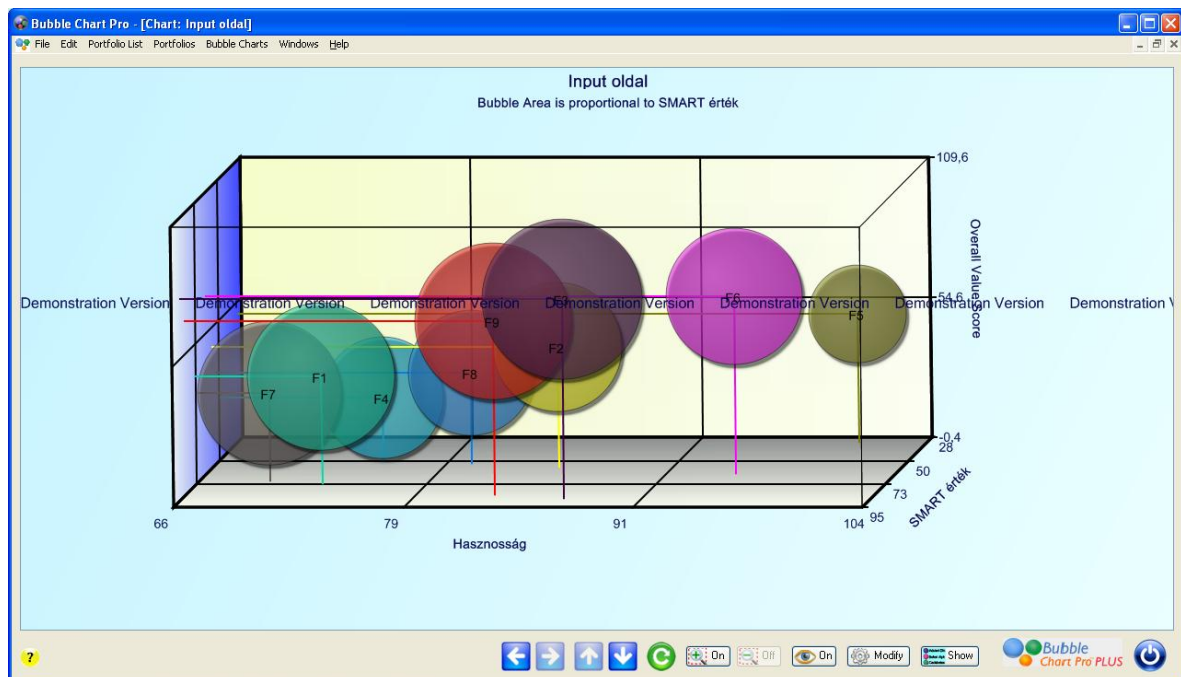 Bubble Chart Pro - [Chart: Input oldal]
File Edit Portfolio List Portfolios Bubble Charts Windows Help
Input oldal
Bubble Area is proportional to SMART érték
109,6
Overall Value Score
54,6
-0,4
Demonstration Version Demonstration Version Demonstration Version Demonstration Version Demonstration Version Demonstration Version Demonstration V
F3
F6
F5
F9
F2
F8
F1
F7
F4
28
50
73
95
SMART érték
66
79
91
104
Hasznosság
?
On
Off
On
Modify
Show
Bubble
Chart Pro PLUS